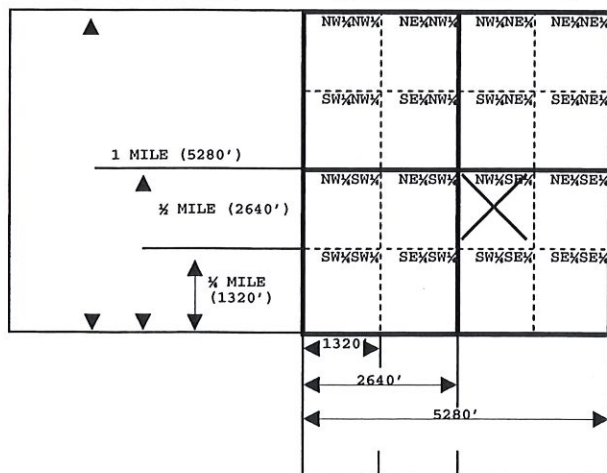 NW¼NW¼ NE¼NW¼ NW¼NE¼ NE¼NE¼
SW¼NW¼ SE¼NW¼ SW¼NE¼ SE¼NE¼
1 MILE (5280')
NW¼SW¼ NE¼SW¼ NW¼SE¼ NE¼SE¼
½ MILE (2640')
SW¼SW¼ SE¼SW¼ SW¼SE¼ SE¼SE¼
¼ MILE
(1320')
1320
2640'
5280'